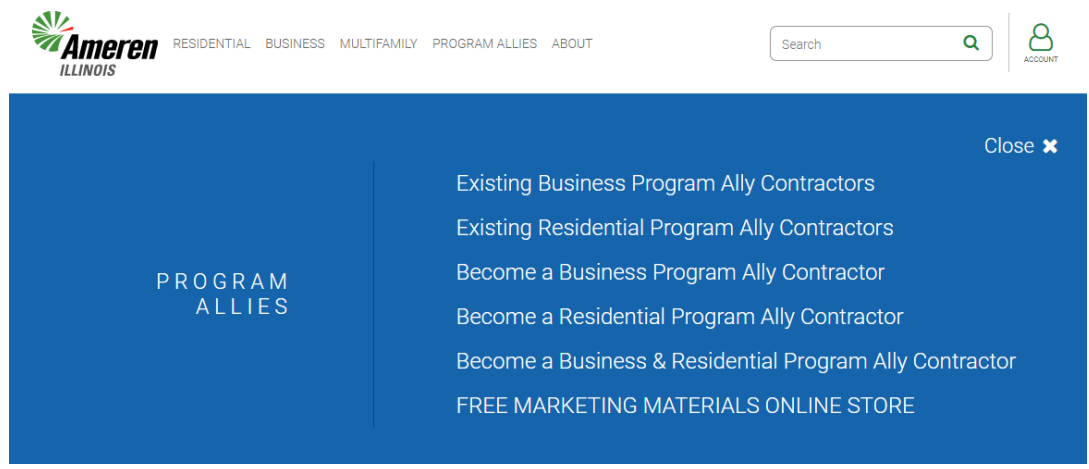 Ameren
ILLINOIS
RESIDENTIAL BUSINESS MULTIFAMILY PROGRAM ALLIES ABOUT
Search
ACCOUNT
Close ✖
PROGRAM
ALLIES
Existing Business Program Ally Contractors
Existing Residential Program Ally Contractors
Become a Business Program Ally Contractor
Become a Residential Program Ally Contractor
Become a Business & Residential Program Ally Contractor
FREE MARKETING MATERIALS ONLINE STORE